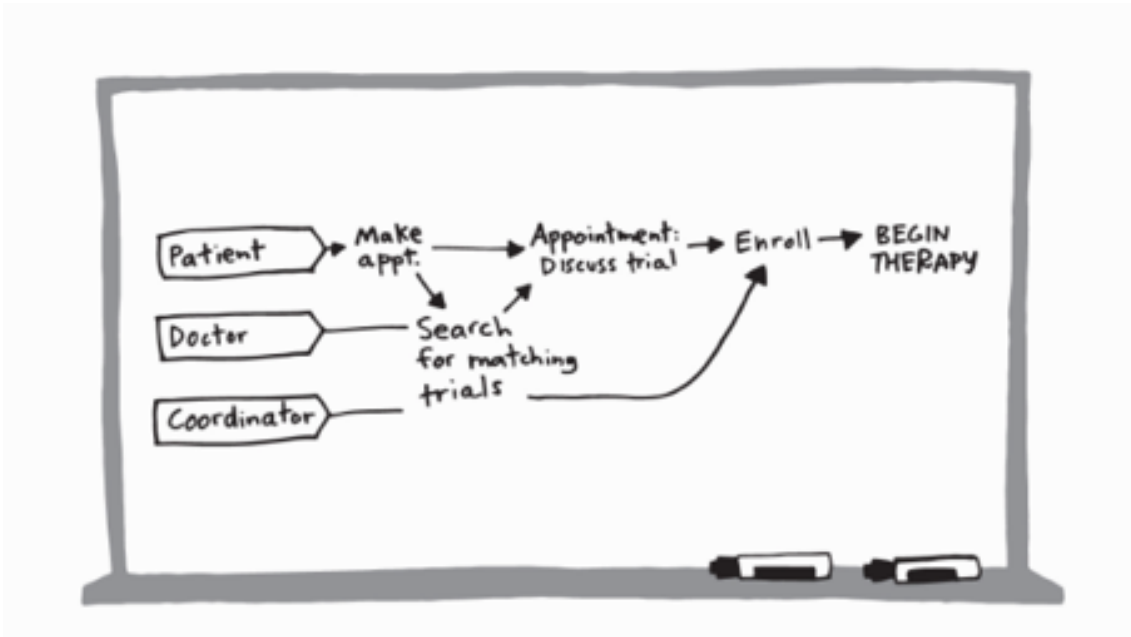 Patient
Make
appt.
Appointment:
Discuss trial
Enroll
BEGIN
THERAPY
Doctor
Search
for matching
trials
Coordinator